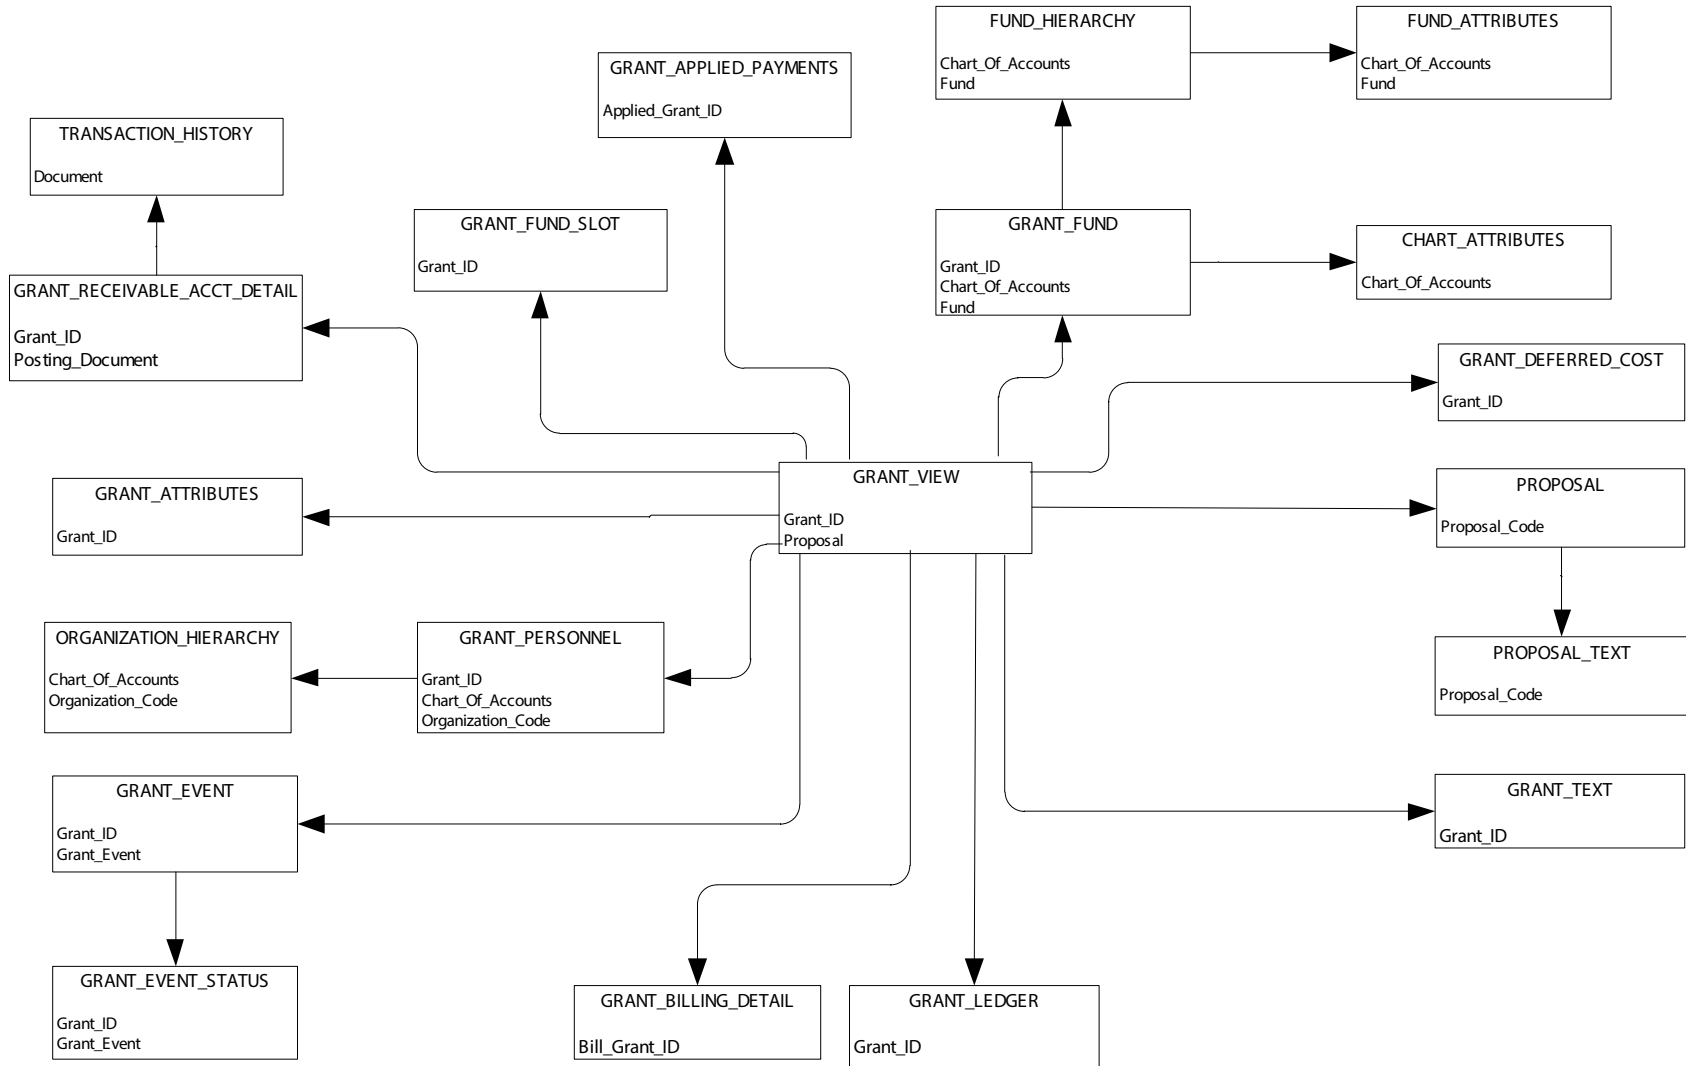 FUND_HIERARCHY
Chart_Of_Accounts
Fund
FUND_ATTRIBUTES
Chart_Of_Accounts
Fund
GRANT_APPLIED_PAYMENTS
Applied_Grant_ID
TRANSACTION_HISTORY
Document
GRANT_FUND_SLOT
Grant_ID
GRANT_FUND
Grant_ID
Chart_Of_Accounts
Fund
CHART_ATTRIBUTES
Chart_Of_Accounts
GRANT_RECEIVABLE_ACCT_DETAIL
Grant_ID
Posting_Document
GRANT_DEFERRED_COST
Grant_ID
GRANT_VIEW
Grant_ID
Proposal
GRANT_ATTRIBUTES
Grant_ID
PROPOSAL
Proposal_Code
ORGANIZATION_HIERARCHY
Chart_Of_Accounts
Organization_Code
GRANT_PERSONNEL
Grant_ID
Chart_Of_Accounts
Organization_Code
PROPOSAL_TEXT
Proposal_Code
GRANT_EVENT
Grant_ID
Grant_Event
GRANT_TEXT
Grant_ID
GRANT_EVENT_STATUS
Grant_ID
Grant_Event
GRANT_BILLING_DETAIL
Bill_Grant_ID
GRANT_LEDGER
Grant_ID